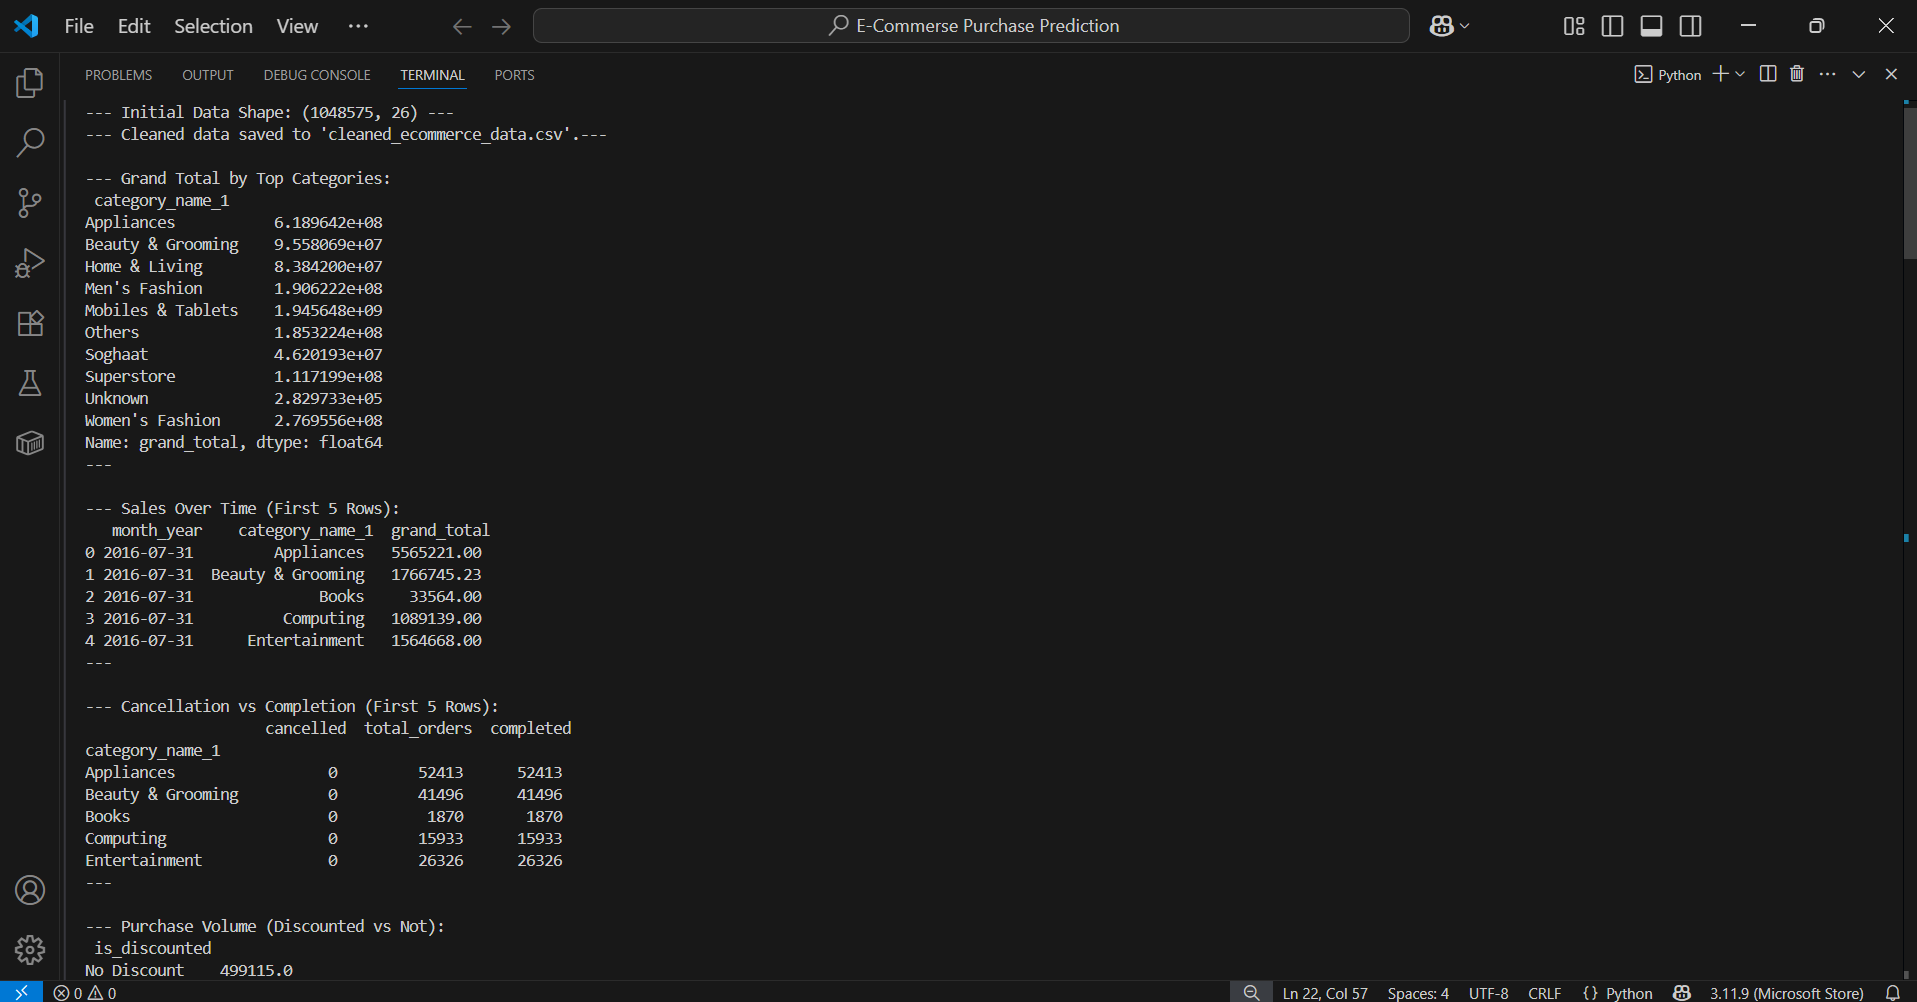 File Edit Selection View ··· E-Commerse Purchase Prediction
PROBLEMS OUTPUT DEBUG CONSOLE TERMINAL PORTS Python
--- Initial Data Shape: (1048575, 26) ---
--- Cleaned data saved to 'cleaned_ecommerce_data.csv'.---
--- Grand Total by Top Categories:
category_name_1
Appliances 6.189642e+08
Beauty & Grooming 9.558069e+07
Home & Living 8.384200e+07
Men's Fashion 1.906222e+08
Mobiles & Tablets 1.945648e+09
Others 1.853224e+08
Soghaat 4.620193e+07
Superstore 1.117199e+08
Unknown 2.829733e+05
Women's Fashion 2.769556e+08
Name: grand_total, dtype: float64
---
--- Sales Over Time (First 5 Rows):
month_year category_name_1 grand_total
0 2016-07-31 Appliances 5565221.00
1 2016-07-31 Beauty & Grooming 1766745.23
2 2016-07-31 Books 33564.00
3 2016-07-31 Computing 1089139.00
4 2016-07-31 Entertainment 1564668.00
---
--- Cancellation vs Completion (First 5 Rows):
cancelled total_orders completed
category_name_1
Appliances 0 52413 52413
Beauty & Grooming 0 41496 41496
Books 0 1870 1870
Computing 0 15933 15933
Entertainment 0 26326 26326
---
--- Purchase Volume (Discounted vs Not):
is_discounted
No Discount 499115.0
0 0 Ln 22, Col 57 Spaces: 4 UTF-8 CRLF {} Python 3.11.9 (Microsoft Store)